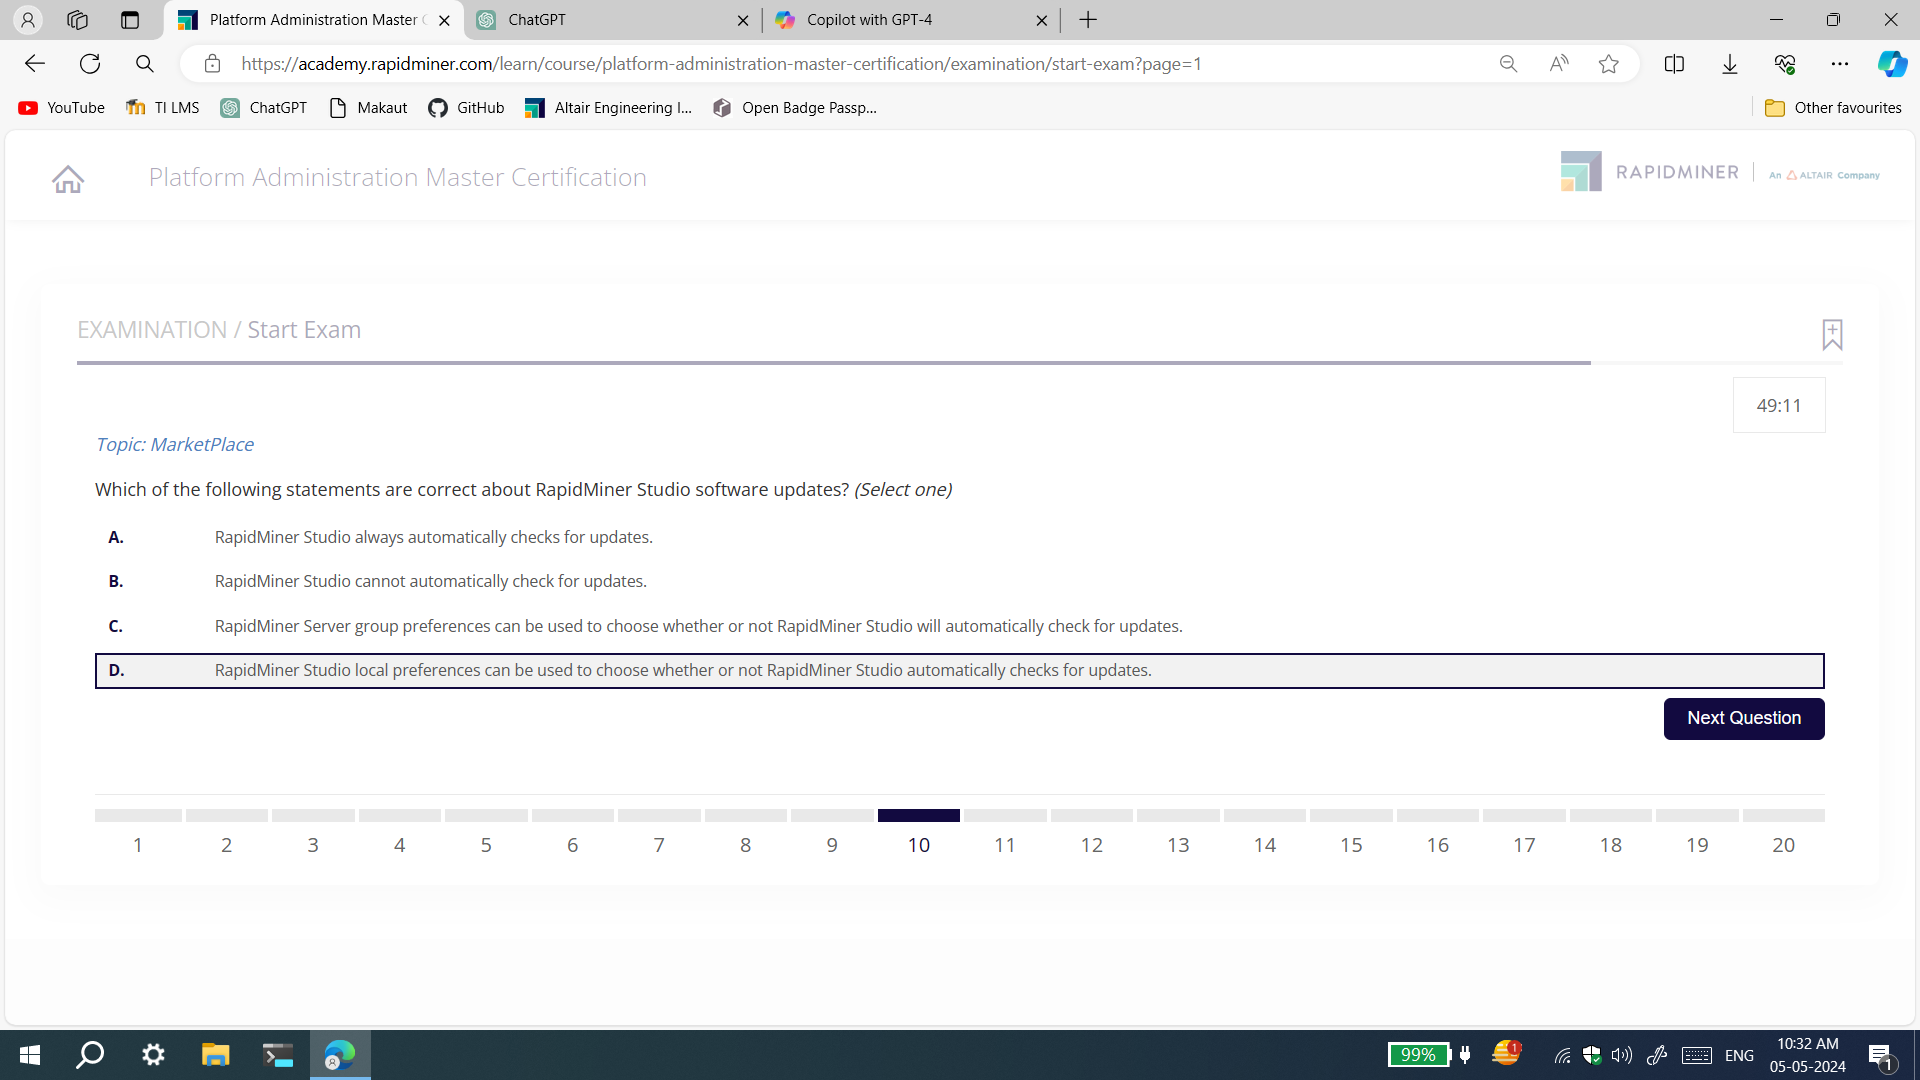 Platform Administration Master C
ChatGPT
Copilot with GPT-4
https://academy.rapidminer.com/learn/course/platform-administration-master-certification/examination/start-exam?page=1
YouTube
TI LMS
ChatGPT
Makaut
GitHub
Altair Engineering I...
Open Badge Passp...
Other favourites
Platform Administration Master Certification
RAPIDMINER
An ALTAIR Company
EXAMINATION / Start Exam
49:11
Topic: MarketPlace
Which of the following statements are correct about RapidMiner Studio software updates? (Select one)
A. RapidMiner Studio always automatically checks for updates.
B. RapidMiner Studio cannot automatically check for updates.
C. RapidMiner Server group preferences can be used to choose whether or not RapidMiner Studio will automatically check for updates.
D. RapidMiner Studio local preferences can be used to choose whether or not RapidMiner Studio automatically checks for updates.
Next Question
1 2 3 4 5 6 7 8 9 10 11 12 13 14 15 16 17 18 19 20
99%
1
ENG
10:32 AM
05-05-2024
1